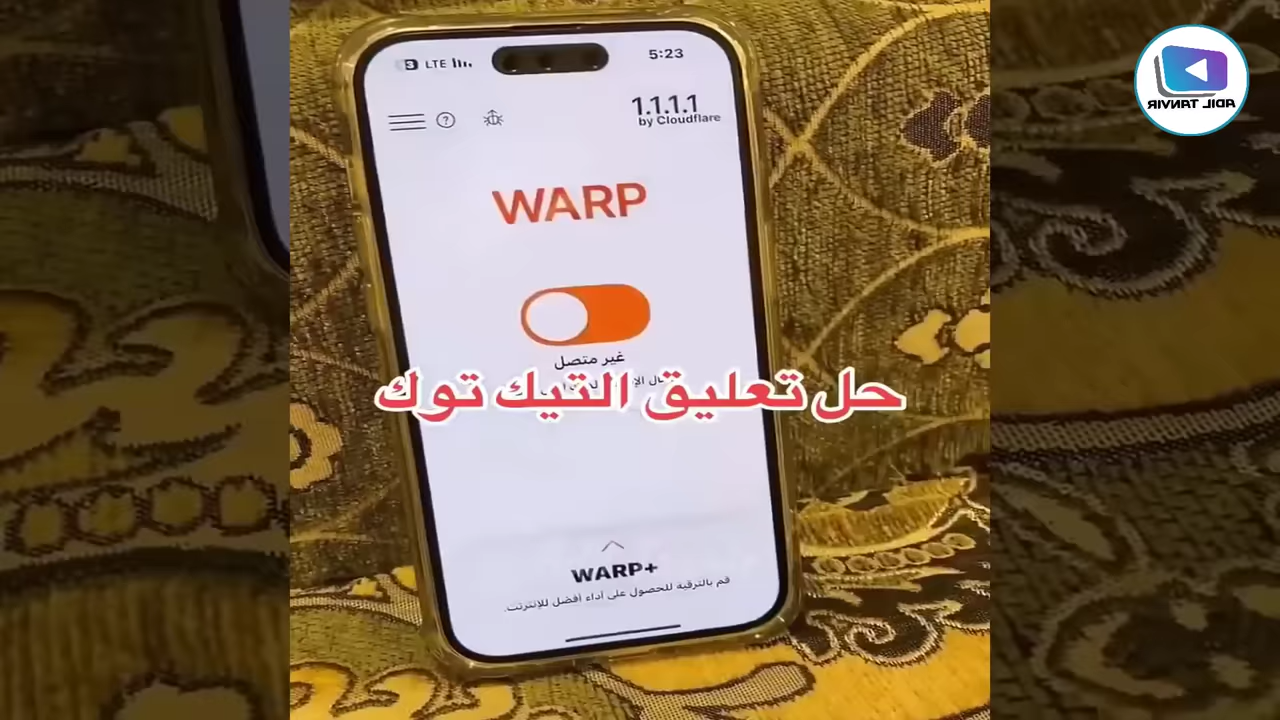 5:23
LTE
3
1.1.1.1
by Cloudflare
WARP
غير متصل
حل تعليق التيك توك
WARP+
قم بالترقية للحصول على أداء أفضل للإنترنت.
ADIL TANVIR